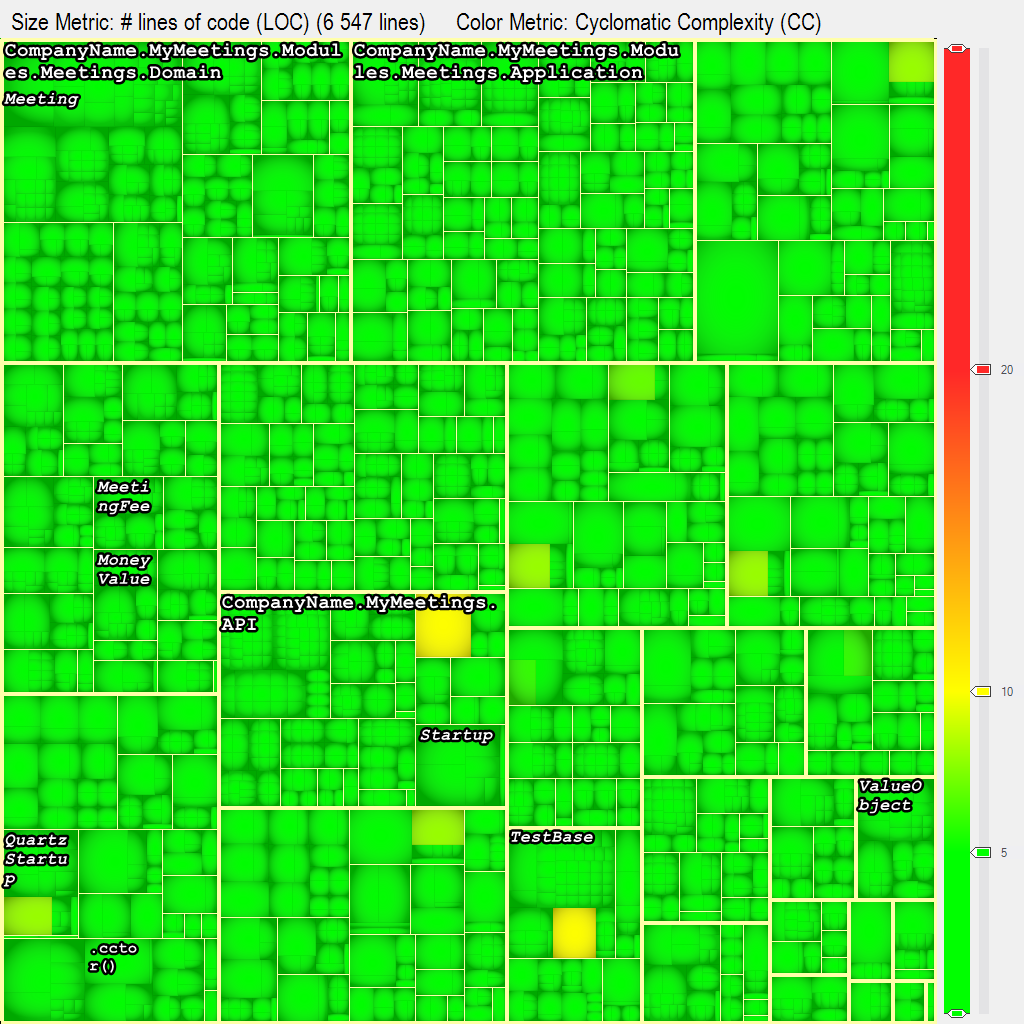 Size Metric: # lines of code (LOC) (6 547 lines) Color Metric: Cyclomatic Complexity (CC)
CompanyName.MyMeetings.Modul
es.Meetings.Domain
Meeting
CompanyName.MyMeetings.Modu
les.Meetings.Application
20
Meeti
ngFee
Money
Value
CompanyName.MyMeetings.
API
10
Startup
ValueO
bject
Quartz
Startu
p
TestBase
5
.ccto
r()